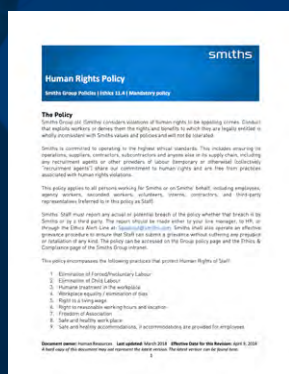 smiths
Human Rights Policy
Smiths Group Policies | Ethics 11.4 | Mandatory policy
The Policy
Smiths Group plc (Smiths) considers violations of human rights to be appalling crimes. Conduct
that exploits workers or denies them the rights and benefits to which they are legally entitled is
wholly inconsistent with Smiths values and policies and will not be tolerated.
Smiths is committed to operating to the highest ethical standards. This includes ensuring its
operations, suppliers, contractors, subcontractors and anyone else in its supply chain, including
any recruitment agents or other providers of labour (temporary or otherwise) (collectively
"recruitment agents") share our commitment to human rights and are free from practices
associated with human rights violations.
This policy applies to all persons working for Smiths or on Smiths' behalf, including employees,
agency workers, seconded workers, volunteers, interns, contractors, and third-party
representatives (referred to in this policy as Staff).
Smiths Staff must report any actual or potential breach of the policy whether that breach is by
Smiths or by a third party. The report should be made either to your line manager, to HR, or
through the Ethics Alert Line at Smiths shall also operate an effective
grievance procedure to ensure that Staff can submit a grievance without suffering any prejudice
or retaliation of any kind. The policy can be accessed on the Group policy page and the Ethics &
Compliance page of the Smiths Group Intranet.
This policy encompasses the following practices that protect Human Rights of Staff:
1. Elimination of Forced/Involuntary Labour
2. Elimination of Child Labour
3. Humane treatment in the workplace
4. Workplace equality / elimination of bias
5. Right to a living wage
6. Right to reasonable working hours and vacation
7. Freedom of Association
8. Safe and healthy work place
9. Safe and healthy accommodations, if accommodations are provided for employees
Document owner: Human Resources Last updated: March 2018 Effective Date for this Revision: April 9, 2018
A hard copy of this document may not represent the latest version. The latest version can be found here.
1